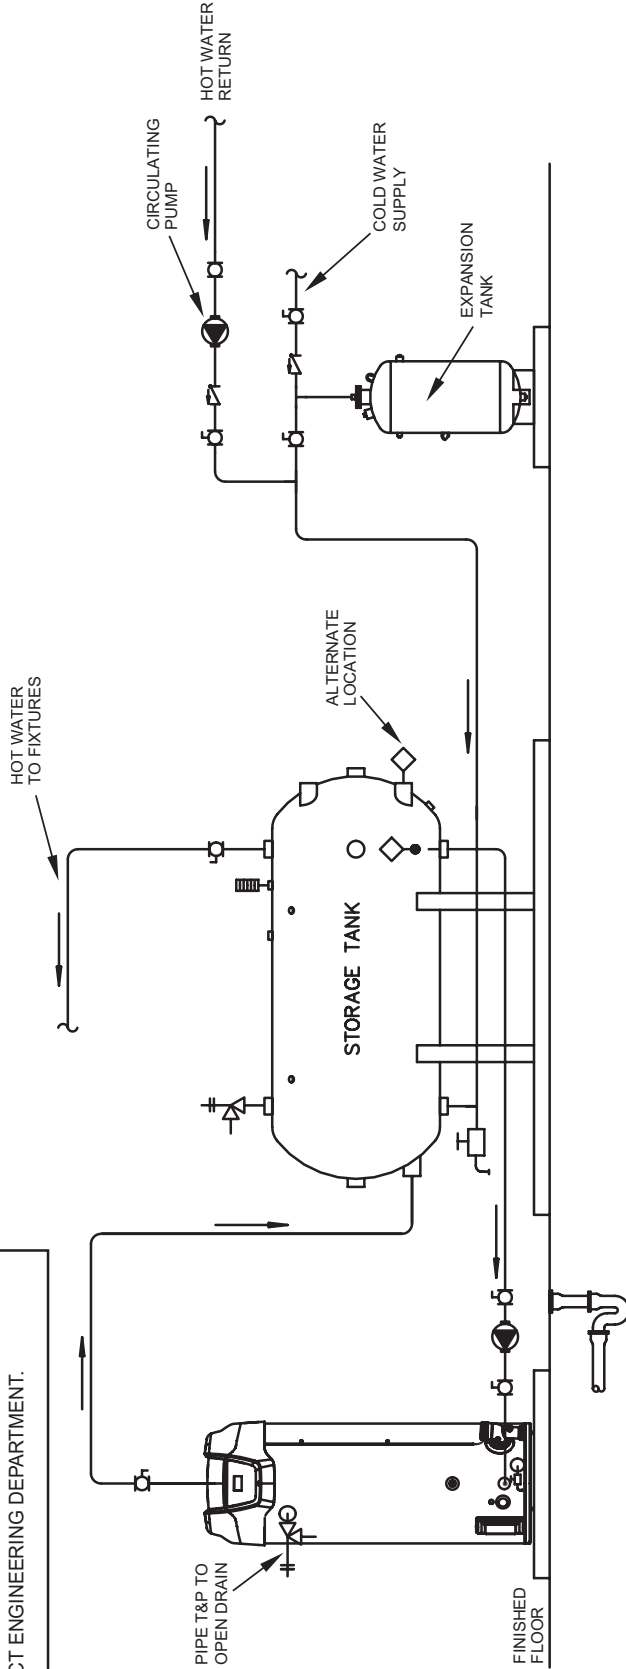 CT ENGINEERING DEPARTMENT.
HOT WATER
TO FIXTURES
CIRCULATING
PUMP
HOT WATER
RETURN
COLD WATER
SUPPLY
EXPANSION
TANK
ALTERNATE
LOCATION
STORAGE TANK
PIPE T&P TO
OPEN DRAIN
FINISHED
FLOOR